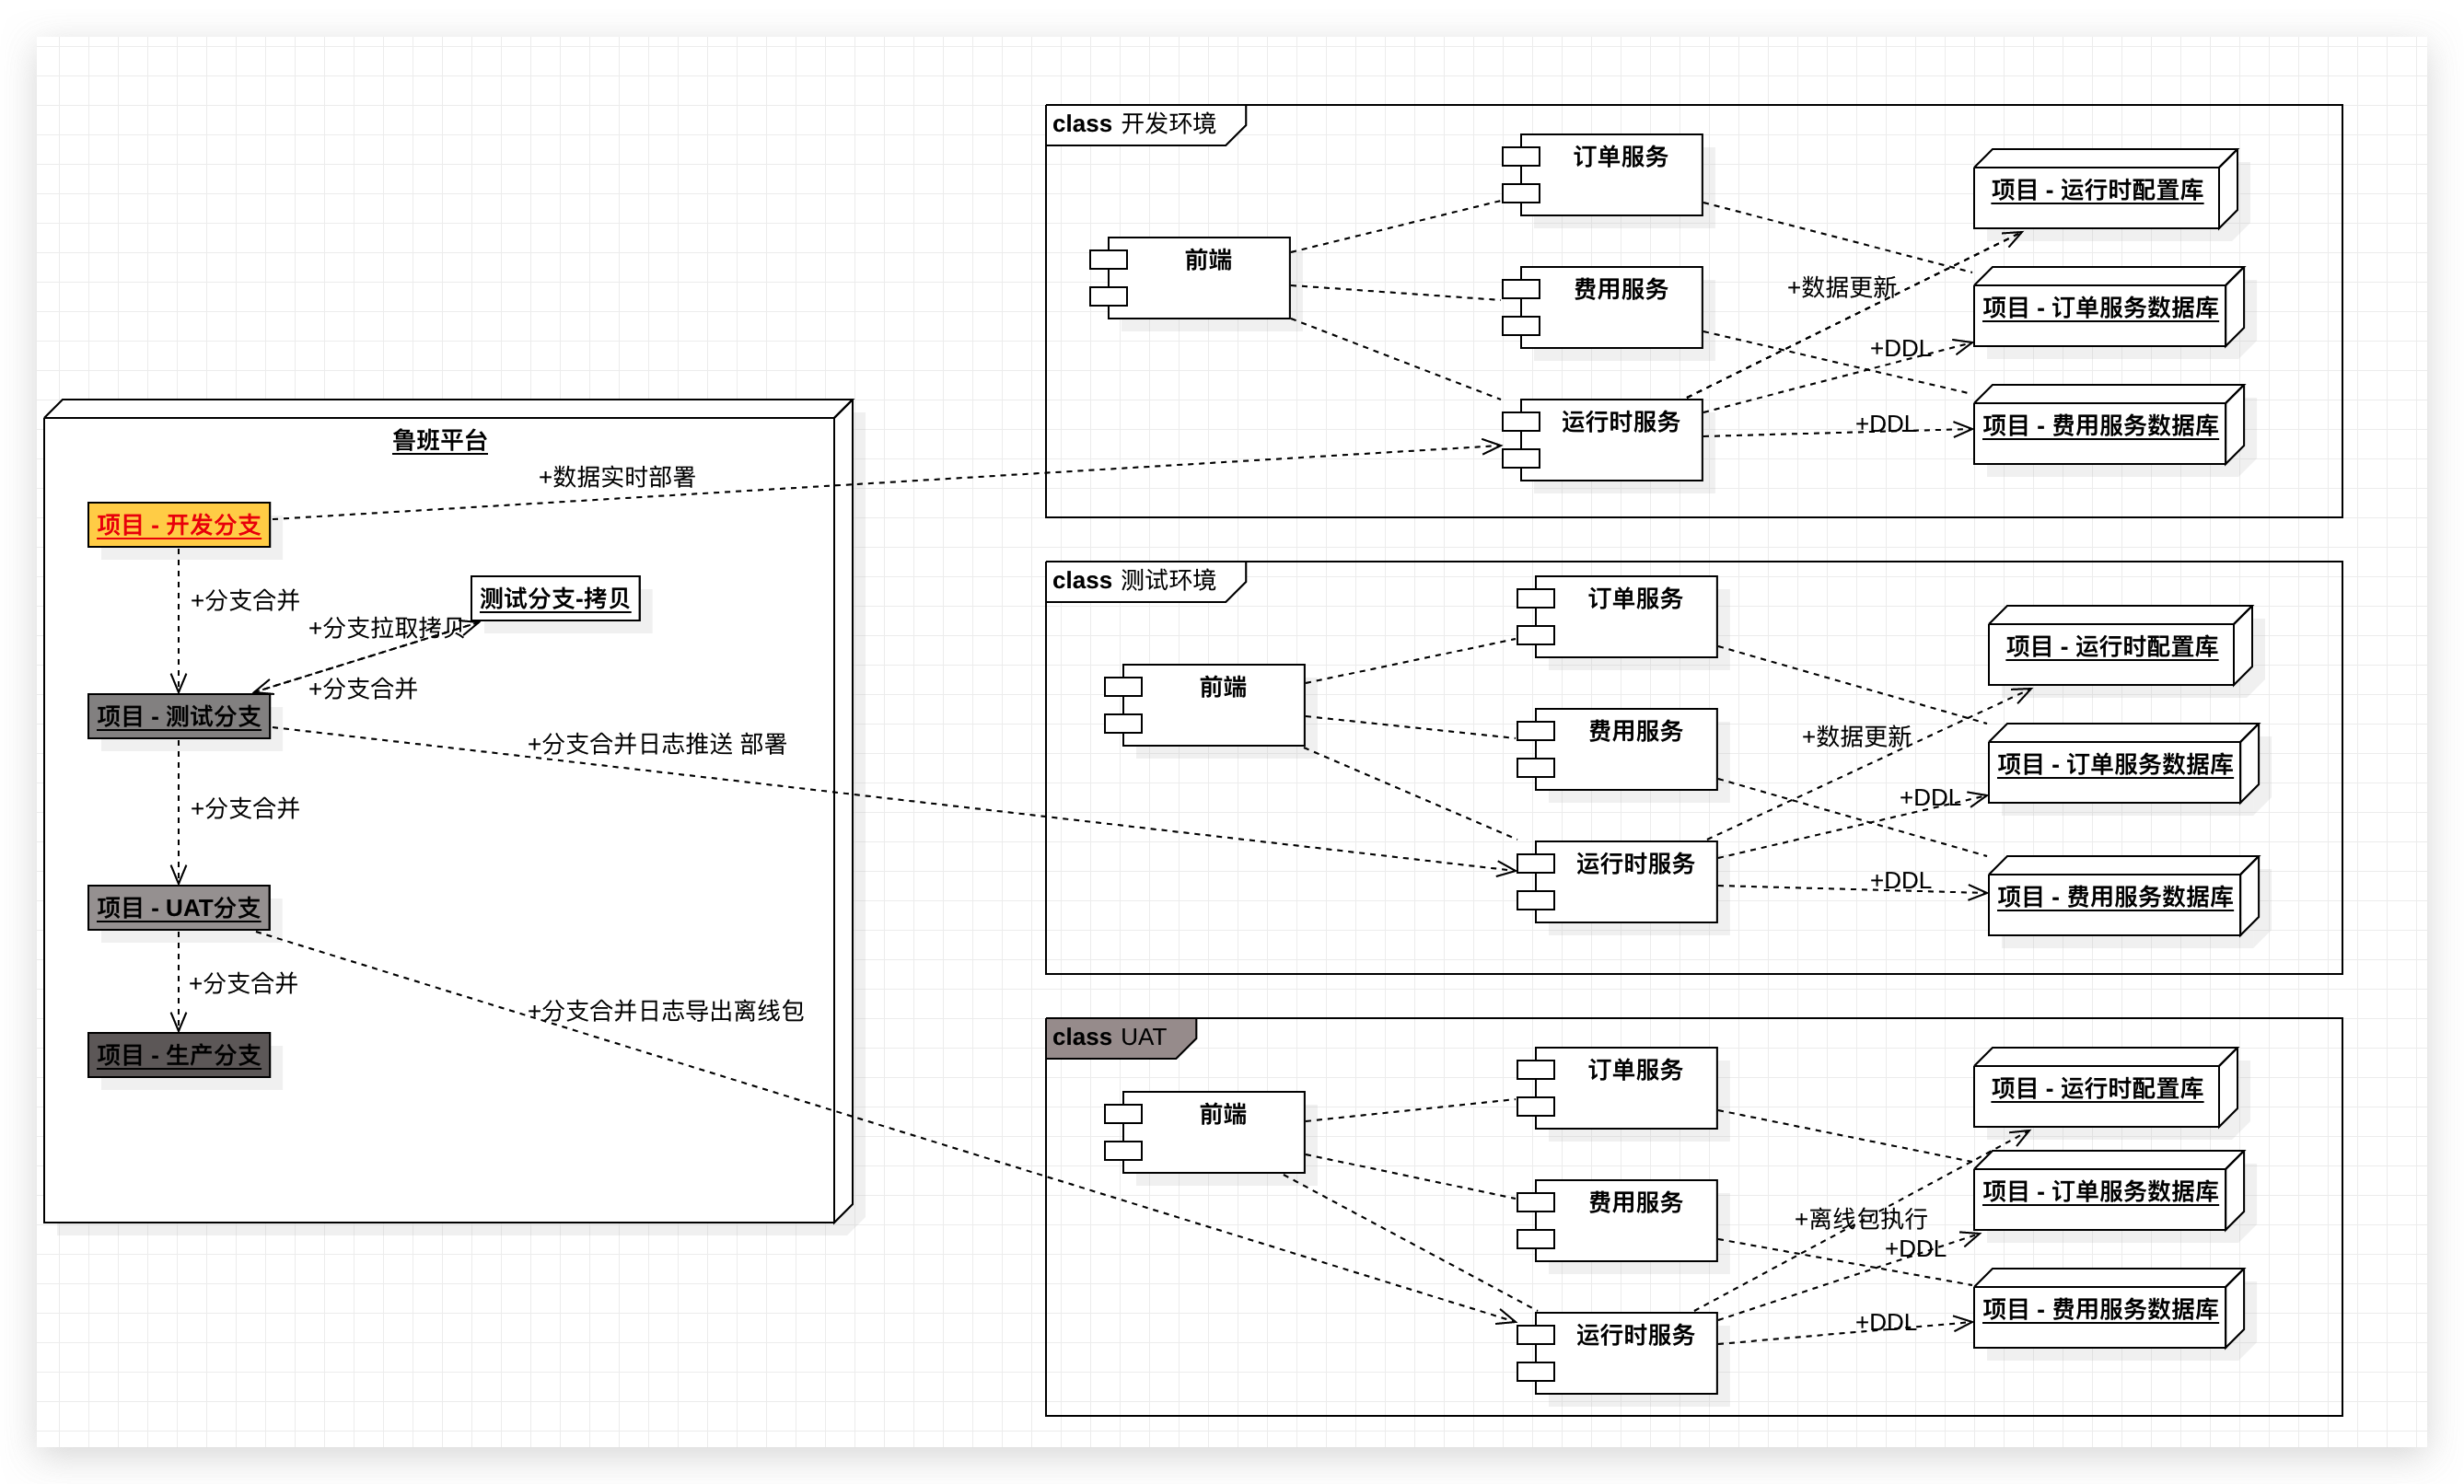 鲁班平台
+数据实时部署
项目 - 开发分支
+分支合并
测试分支-拷贝
+分支拉取拷贝
+分支合并
项目 - 测试分支
+分支合并日志推送 部署
+分支合并
项目 - UAT分支
+分支合并
+分支合并日志导出离线包
项目 - 生产分支
class 开发环境
订单服务
项目 - 运行时配置库
前端
费用服务
+数据更新
项目 - 订单服务数据库
+DDL
运行时服务
+DDL
项目 - 费用服务数据库
class 测试环境
订单服务
项目 - 运行时配置库
前端
费用服务
+数据更新
项目 - 订单服务数据库
+DDL
运行时服务
+DDL
项目 - 费用服务数据库
class UAT
订单服务
项目 - 运行时配置库
前端
费用服务
项目 - 订单服务数据库
+离线包执行
+DDL
项目 - 费用服务数据库
+DDL
运行时服务